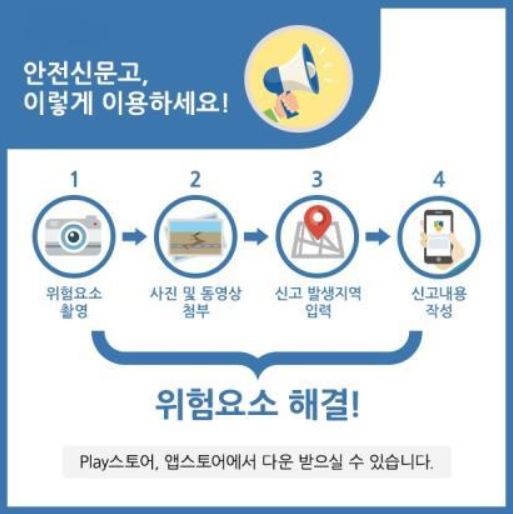 안전신문고,
이렇게 이용하세요!
1
2
3
4
위험요소
촬영
사진 및 동영상
첨부
신고 발생지역
입력
신고내용
작성
위험요소 해결!
Play스토어, 앱스토어에서 다운 받으실 수 있습니다.